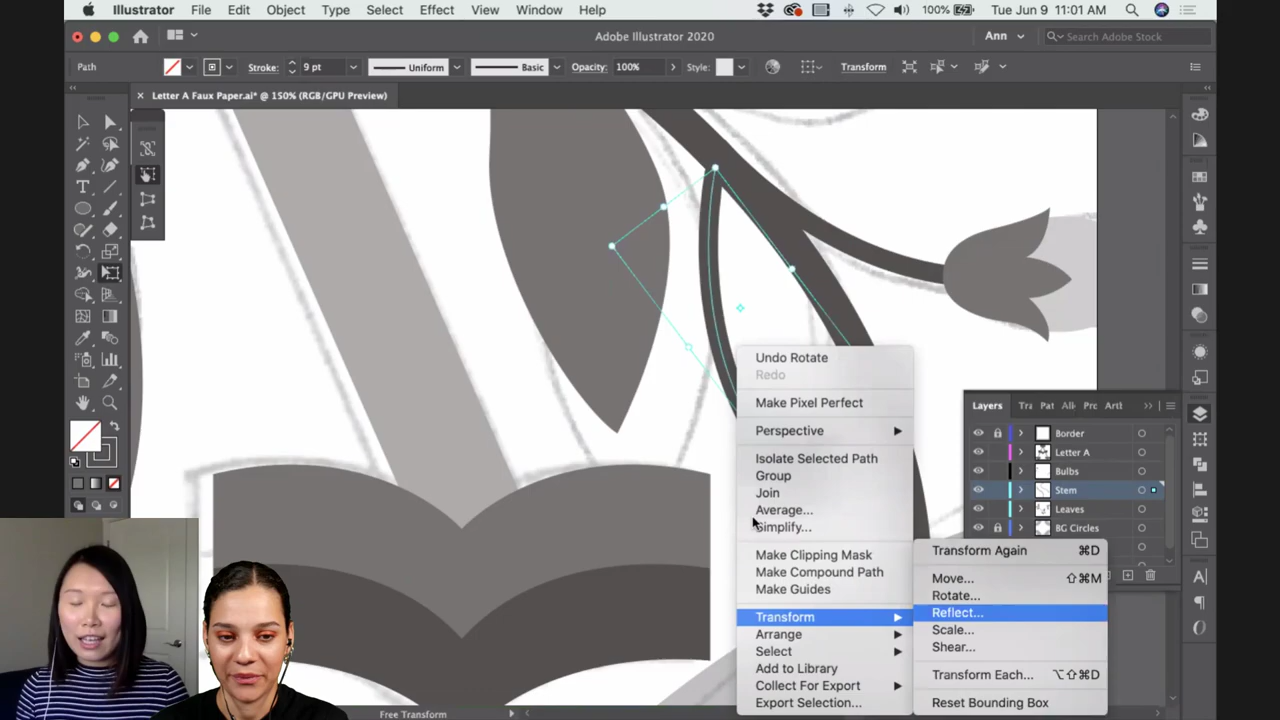 Illustrator File Edit Object Type Select Effect View Window Help 100% Tue Jun 9 11:01 AM
Adobe Illustrator 2020 Ann Search Adobe Stock
Path Stroke: 9 pt Uniform Basic Opacity: 100% Style: Transform
× Letter A Faux Paper.ai* @ 150% (RGB/GPU Preview)
Undo Rotate
Redo
Make Pixel Perfect
Perspective
Isolate Selected Path
Group
Join
Average...
Simplify...
Make Clipping Mask
Make Compound Path
Make Guides
Transform
Arrange
Select
Add to Library
Collect For Export
Export Selection...
Layers Tra Pat Ali Pro Artb
Border
Letter A
Bulbs
Stem
Leaves
BG Circles
Transform Again ⌘D
Move... ⇧⌘M
Rotate...
Reflect...
Scale...
Shear...
Transform Each... ⌥⇧⌘D
Reset Bounding Box
Free Transform